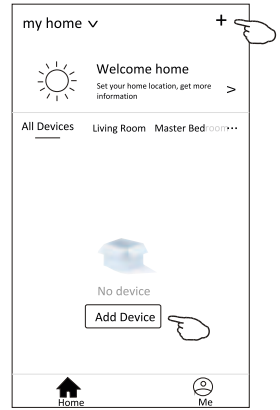 my home ∨ +
Welcome home
Set your home location, get more
information >
All Devices Living Room Master Bedroom •••
No device
Add Device
Home Me